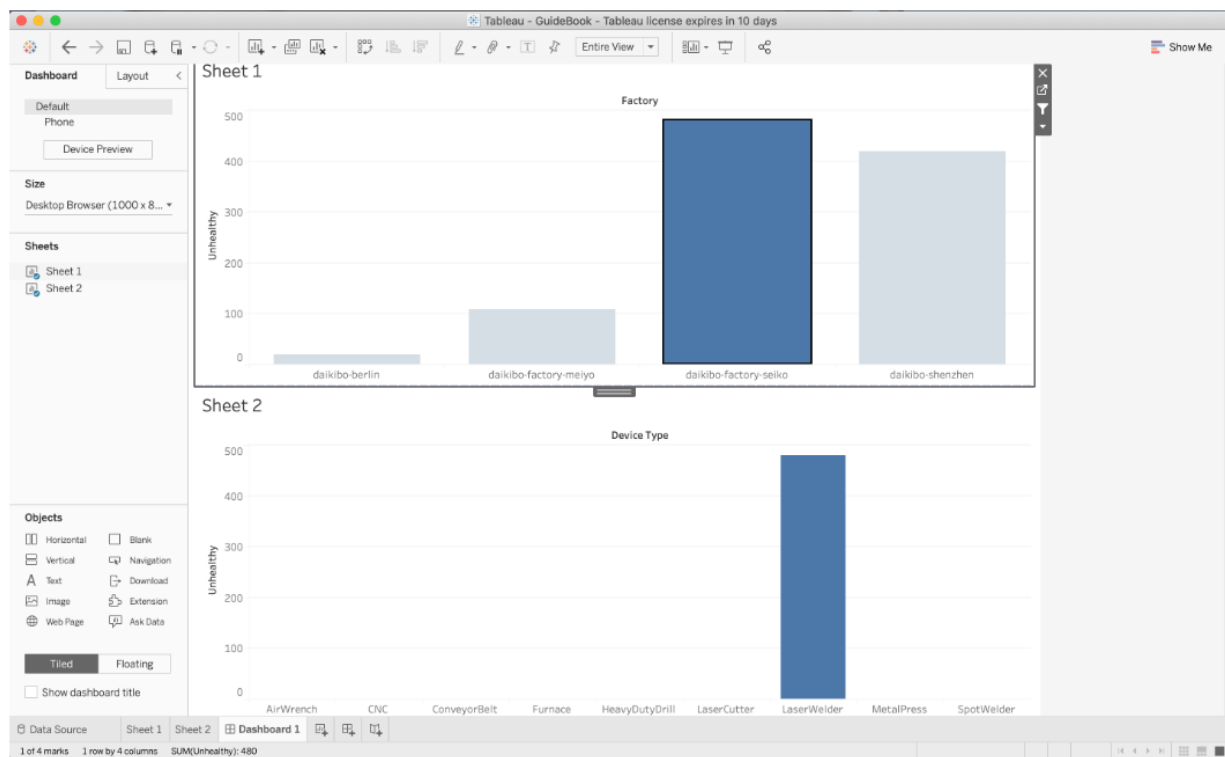 Tableau - GuideBook - Tableau license expires in 10 days
Entire View
Show Me
Dashboard Layout
Default
Phone
Device Preview
Size
Desktop Browser (1000 x 8...
Sheets
Sheet 1
Sheet 2
Objects
Horizontal Blank
Vertical Navigation
A Text Download
Image Extension
Web Page Ask Data
Tiled Floating
Show dashboard title
Sheet 1
Factory
500
400
300
200
100
0
Unhealthy
daikibo-berlin daikibo-factory-meiyo daikibo-factory-seiko daikibo-shenzhen
Sheet 2
Device Type
500
400
300
200
100
0
Unhealthy
AirWrench CNC ConveyorBelt Furnace HeavyDutyDrill LaserCutter LaserWelder MetalPress SpotWelder
Data Source Sheet 1 Sheet 2 Dashboard 1
1 of 4 marks 1 row by 4 columns SUM(Unhealthy): 480